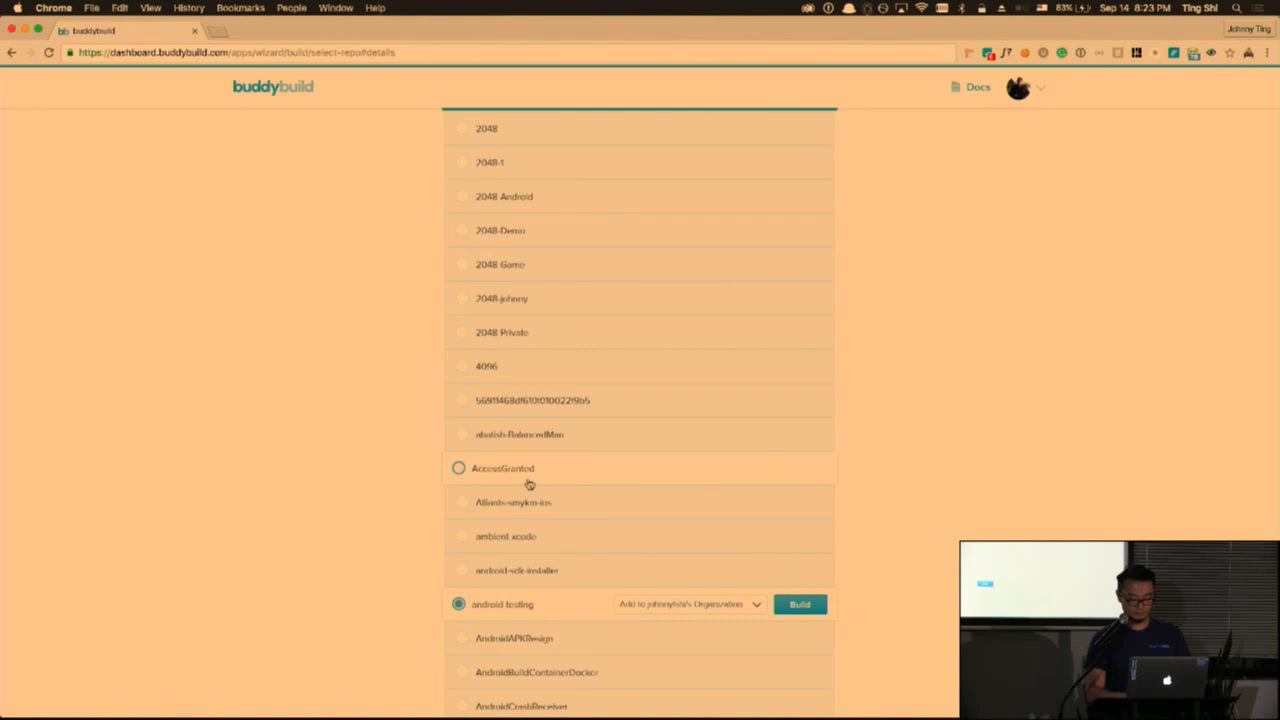 Chrome File Edit View History Bookmarks People Window Help 83% Sep 14 8:23 PM Ting Shi
bb buddybuild Johnny Ting
https://dashboard.buddybuild.com/apps/wizard/build/select-repo#details
buddybuild Docs
2048
2048-1
2048 Android
2048-Demo
2048 Game
2048-johnny
2048 Private
4096
AccessGranted
ambient xcode
android-sdk-installer
android testing Add to johnnyishi's Organization Build
AndroidAPKResign
AndroidBuildContainerDocker
AndroidCrashReceiver